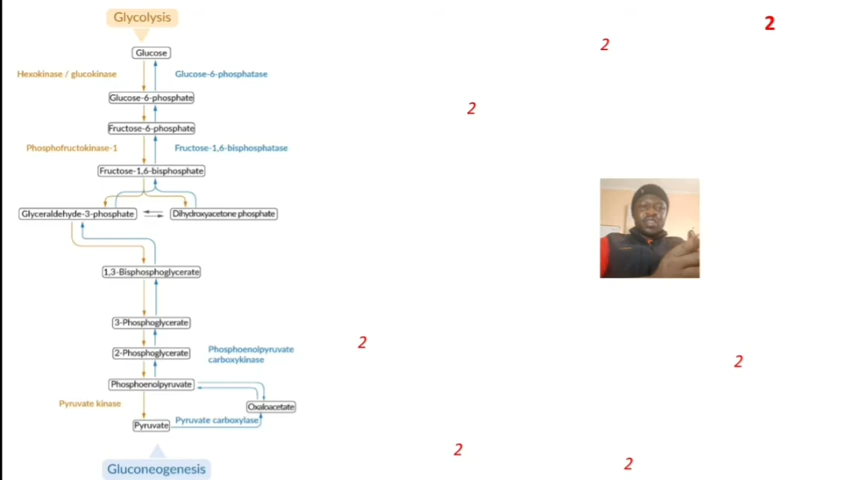 Glycolysis
2
2
Glucose
Hexokinase / glucokinase
Glucose-6-phosphatase
Glucose-6-phosphate
2
Fructose-6-phosphate
Phosphofructokinase-1
Fructose-1,6-bisphosphatase
Fructose-1,6-bisphosphate
Glyceraldehyde-3-phosphate
Dihydroxyacetone phosphate
1,3-Bisphosphoglycerate
3-Phosphoglycerate
2
2-Phosphoglycerate
Phosphoenolpyruvate
carboxykinase
2
Phosphoenolpyruvate
Pyruvate kinase
Oxaloacetate
Pyruvate carboxylase
Pyruvate
2
2
Gluconeogenesis